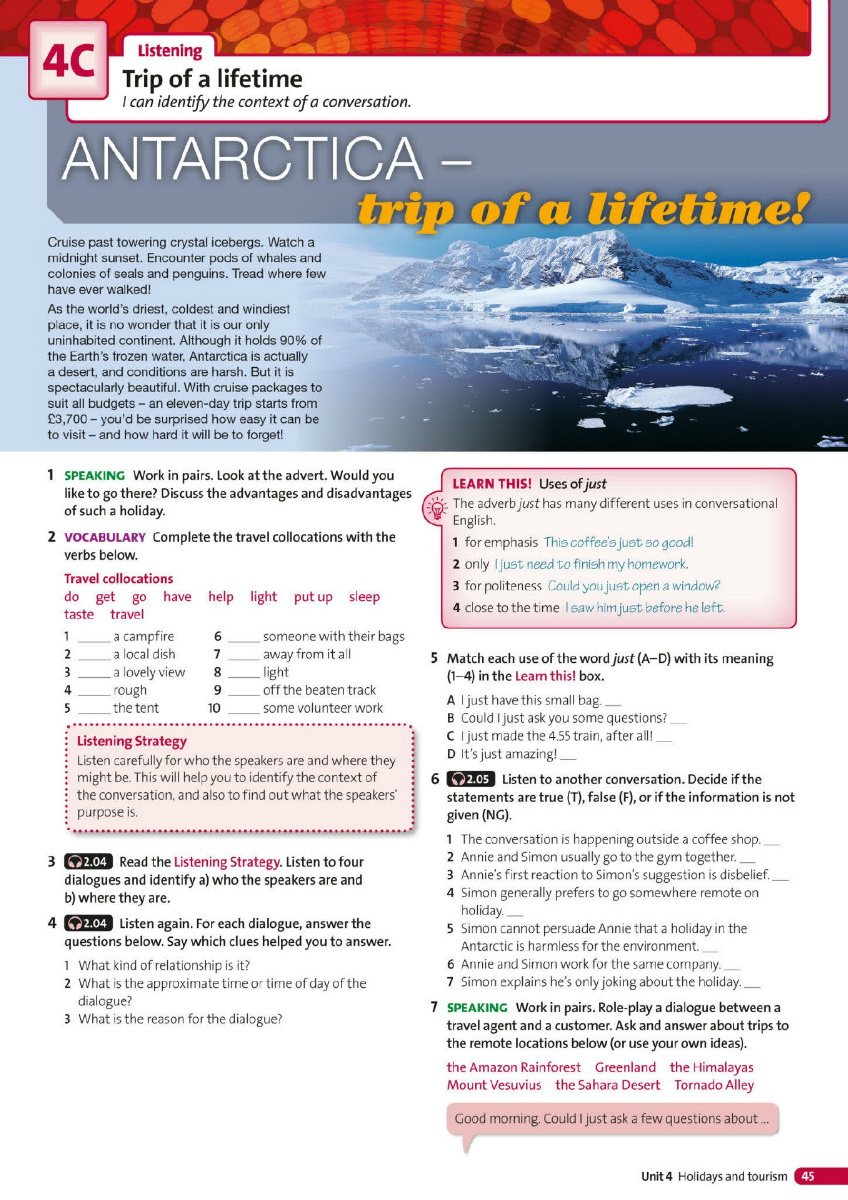 4C
Listening
Trip of a lifetime
I can identify the context of a conversation.
ANTARCTICA –
trip of a lifetime!
Cruise past towering crystal icebergs. Watch a
midnight sunset. Encounter pods of whales and
colonies of seals and penguins. Tread where few
have ever walked!
As the world's driest, coldest and windiest
place, it is no wonder that it is our only
uninhabited continent. Although it holds 90% of
the Earth's frozen water, Antarctica is actually
a desert, and conditions are harsh. But it is
spectacularly beautiful. With cruise packages to
suit all budgets – an eleven-day trip starts from
£3,700 – you'd be surprised how easy it can be
to visit – and how hard it will be to forget!
1 SPEAKING Work in pairs. Look at the advert. Would you
like to go there? Discuss the advantages and disadvantages
of such a holiday.
2 VOCABULARY Complete the travel collocations with the
verbs below.
Travel collocations
do get go have help light put up sleep
taste travel
1 _____ a campfire
2 _____ a local dish
3 _____ a lovely view
4 _____ rough
5 _____ the tent
6 _____ someone with their bags
7 _____ away from it all
8 _____ light
9 _____ off the beaten track
10 _____ some volunteer work
Listening Strategy
Listen carefully for who the speakers are and where they
might be. This will help you to identify the context of
the conversation, and also to find out what the speakers'
purpose is.
3 2.04 Read the Listening Strategy. Listen to four
dialogues and identify a) who the speakers are and
b) where they are.
4 2.04 Listen again. For each dialogue, answer the
questions below. Say which clues helped you to answer.
1 What kind of relationship is it?
2 What is the approximate time or time of day of the
dialogue?
3 What is the reason for the dialogue?
LEARN THIS! Uses of just
The adverb just has many different uses in conversational
English.
1 for emphasis This coffee's just so good!
2 only I just need to finish my homework.
3 for politeness Could you just open a window?
4 close to the time I saw him just before he left.
5 Match each use of the word just (A–D) with its meaning
(1–4) in the Learn this! box.
A I just have this small bag. __
B Could I just ask you some questions? __
C I just made the 4.55 train, after all! __
D It's just amazing! __
6 2.05 Listen to another conversation. Decide if the
statements are true (T), false (F), or if the information is not
given (NG).
1 The conversation is happening outside a coffee shop. __
2 Annie and Simon usually go to the gym together. __
3 Annie's first reaction to Simon's suggestion is disbelief. __
4 Simon generally prefers to go somewhere remote on
holiday. __
5 Simon cannot persuade Annie that a holiday in the
Antarctic is harmless for the environment. __
6 Annie and Simon work for the same company. __
7 Simon explains he's only joking about the holiday. __
7 SPEAKING Work in pairs. Role-play a dialogue between a
travel agent and a customer. Ask and answer about trips to
the remote locations below (or use your own ideas).
the Amazon Rainforest Greenland the Himalayas
Mount Vesuvius the Sahara Desert Tornado Alley
Good morning. Could I just ask a few questions about ...
Unit 4 Holidays and tourism 45